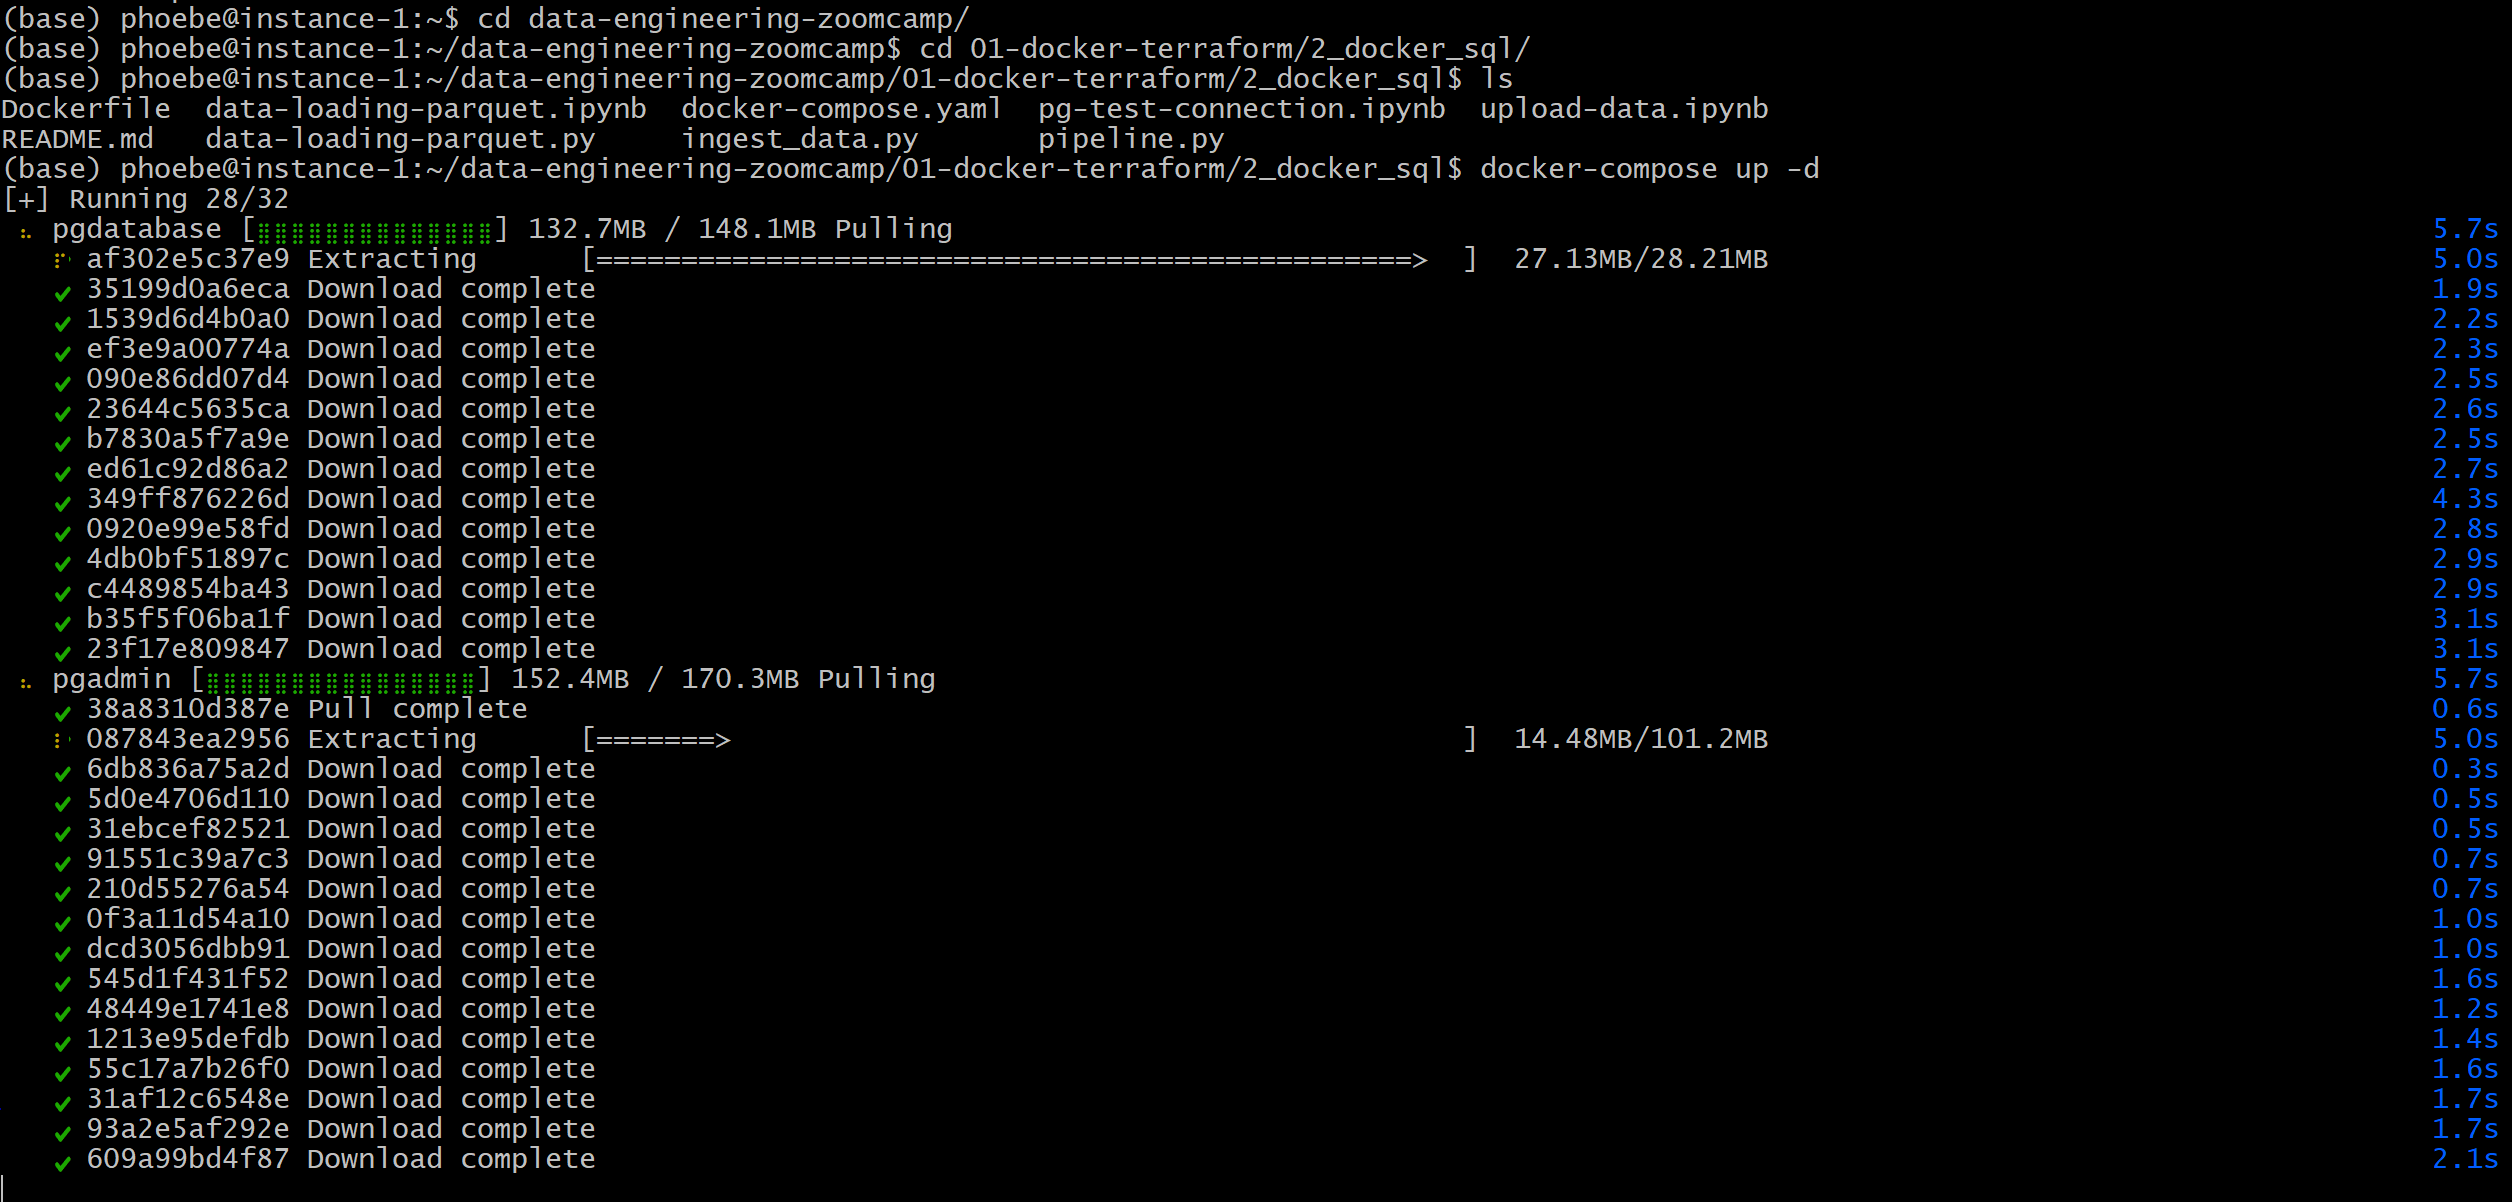 (base) phoebe@instance-1:~$ cd data-engineering-zoomcamp/
(base) phoebe@instance-1:~/data-engineering-zoomcamp$ cd 01-docker-terraform/2_docker_sql/
(base) phoebe@instance-1:~/data-engineering-zoomcamp/01-docker-terraform/2_docker_sql$ ls
Dockerfile  data-loading-parquet.ipynb  docker-compose.yaml  pg-test-connection.ipynb  upload-data.ipynb
README.md   data-loading-parquet.py     ingest_data.py       pipeline.py
(base) phoebe@instance-1:~/data-engineering-zoomcamp/01-docker-terraform/2_docker_sql$ docker-compose up -d
[+] Running 28/32
pgdatabase [⣿⣿⣿⣿⣿⣿⣿⣿⣿⣿⣿⣿⣿⣿] 132.7MB / 148.1MB Pulling 5.7s
af302e5c37e9 Extracting [================================================>  ] 27.13MB/28.21MB 5.0s
✔ 35199d0a6eca Download complete 1.9s
✔ 1539d6d4b0a0 Download complete 2.2s
✔ ef3e9a00774a Download complete 2.3s
✔ 090e86dd07d4 Download complete 2.5s
✔ 23644c5635ca Download complete 2.6s
✔ b7830a5f7a9e Download complete 2.5s
✔ ed61c92d86a2 Download complete 2.7s
✔ 349ff876226d Download complete 4.3s
✔ 0920e99e58fd Download complete 2.8s
✔ 4db0bf51897c Download complete 2.9s
✔ c4489854ba43 Download complete 2.9s
✔ b35f5f06ba1f Download complete 3.1s
✔ 23f17e809847 Download complete 3.1s
pgadmin [⣿⣿⣿⣿⣿⣿⣿⣿⣿⣿⣿⣿⣿⣿⣿⣿] 152.4MB / 170.3MB Pulling 5.7s
✔ 38a8310d387e Pull complete 0.6s
087843ea2956 Extracting [=======>                                           ] 14.48MB/101.2MB 5.0s
✔ 6db836a75a2d Download complete 0.3s
✔ 5d0e4706d110 Download complete 0.5s
✔ 31ebcef82521 Download complete 0.5s
✔ 91551c39a7c3 Download complete 0.7s
✔ 210d55276a54 Download complete 0.7s
✔ 0f3a11d54a10 Download complete 1.0s
✔ dcd3056dbb91 Download complete 1.0s
✔ 545d1f431f52 Download complete 1.6s
✔ 48449e1741e8 Download complete 1.2s
✔ 1213e95defdb Download complete 1.4s
✔ 55c17a7b26f0 Download complete 1.6s
✔ 31af12c6548e Download complete 1.7s
✔ 93a2e5af292e Download complete 1.7s
✔ 609a99bd4f87 Download complete 2.1s